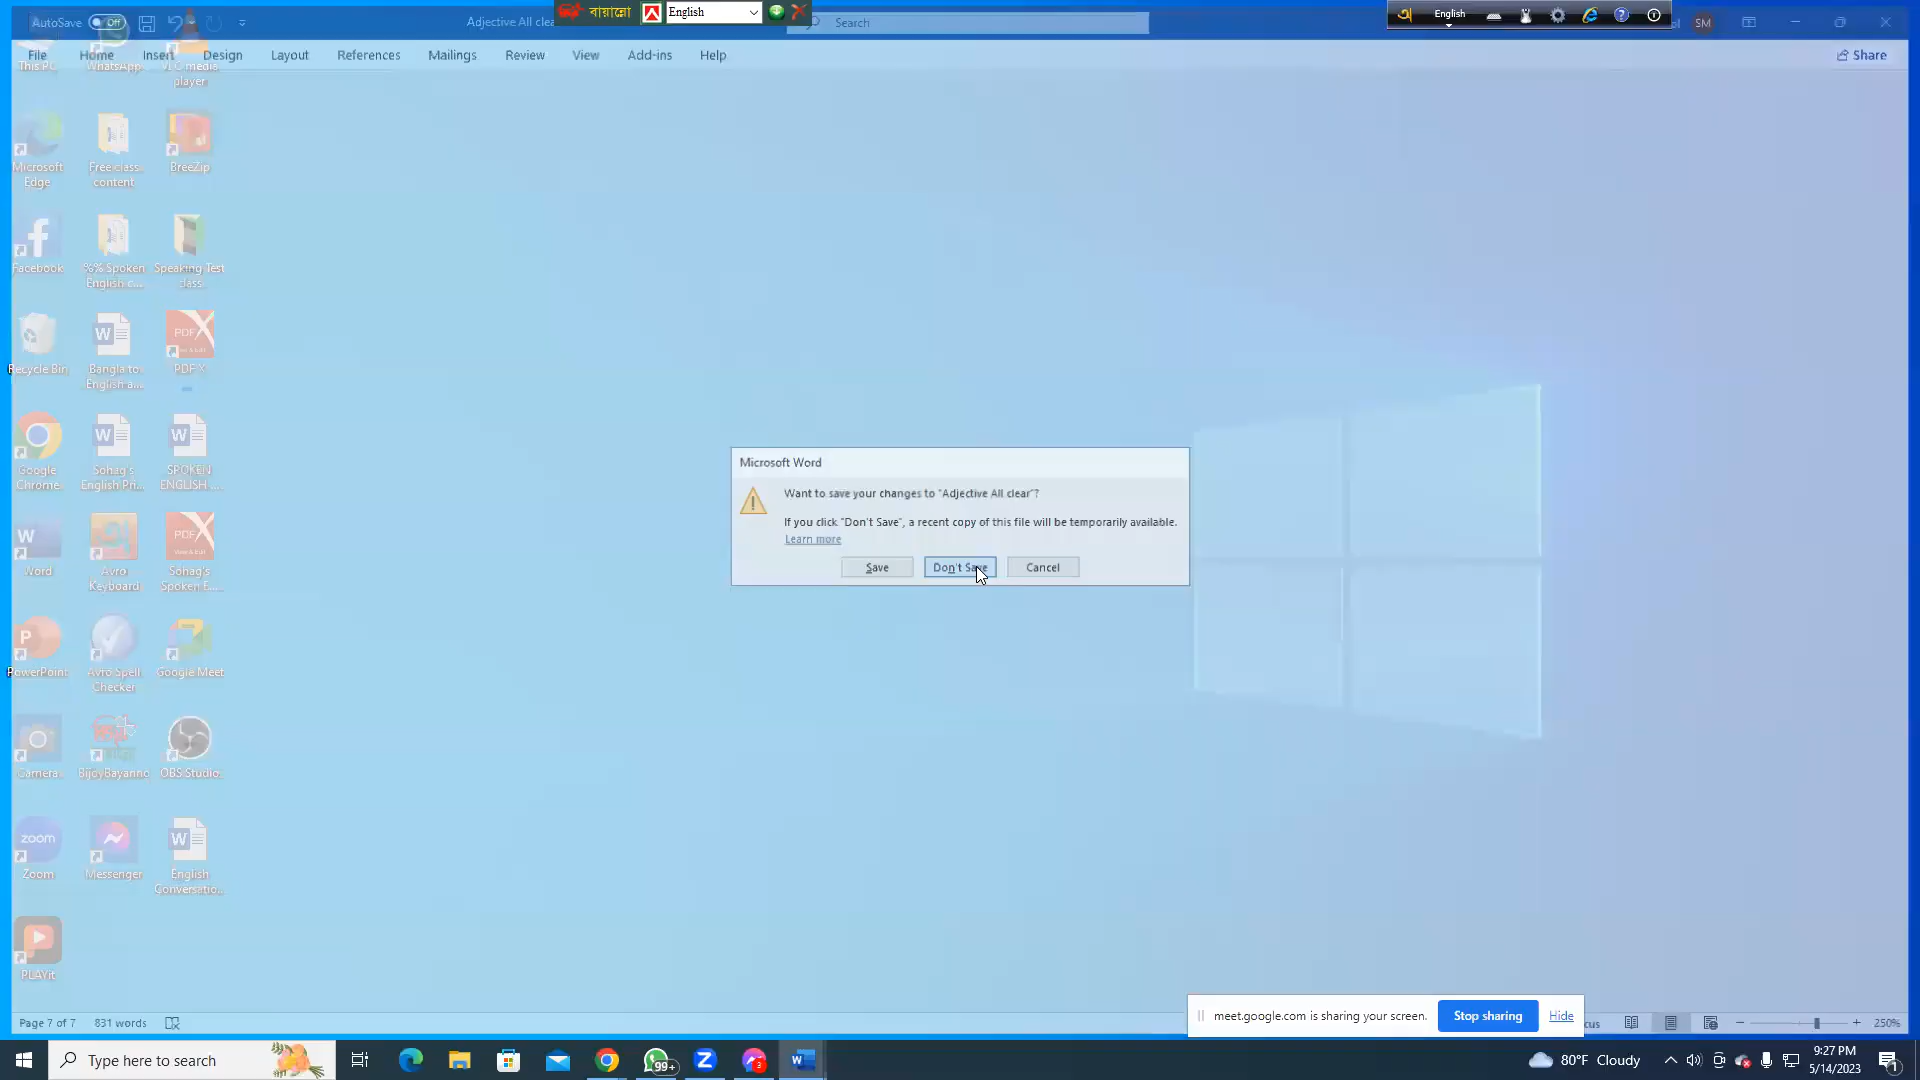 AutoSave Off
Adjective All clea
বায়ান্নো
English
Search
English
SM
File Home Insert Design Layout References Mailings Review View Add-ins Help
Share
This PC
WhatsApp
VLC media
player
Microsoft
Edge
Free class
content
BreeZip
Facebook
%% Spoken
English c...
Speaking Test
class
Recycle Bin
Bangla to
English a...
PDF X
Google
Chrome
Sohag's
English Pri...
SPOKEN
ENGLISH ....
Word
Avro
Keyboard
Sohag's
Spoken E...
PowerPoint
Avro Spell
Checker
Google Meet
Camera
BijoyBayanno
OBS Studio
zoom
Zoom
Messenger
English
Conversatio...
PLAYit
Microsoft Word
Want to save your changes to "Adjective All clear"?
If you click "Don't Save", a recent copy of this file will be temporarily available.
Learn more
Save
Don't Save
Cancel
meet.google.com is sharing your screen.
Stop sharing
Hide
Page 7 of 7
831 words
cus
250%
Type here to search
99+
3
80°F Cloudy
9:27 PM
5/14/2023
1